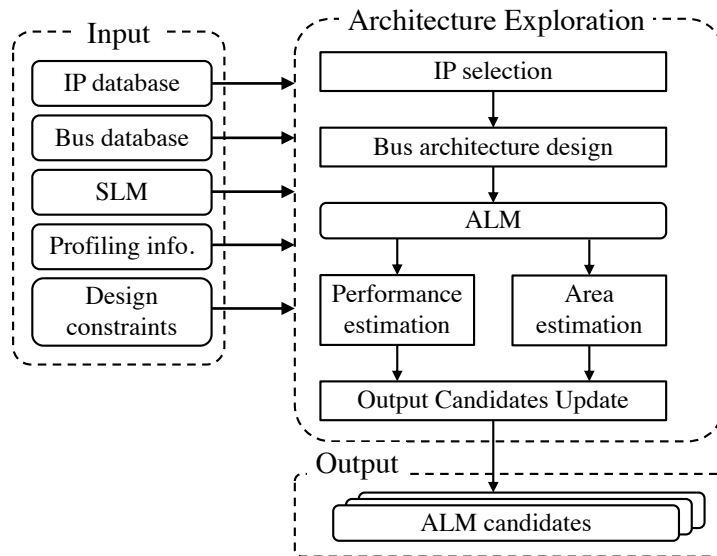 Input
IP database
Bus database
SLM
Profiling info.
Design
constraints
Architecture Exploration
IP selection
Bus architecture design
ALM
Performance
estimation
Area
estimation
Output Candidates Update
Output
ALM candidates